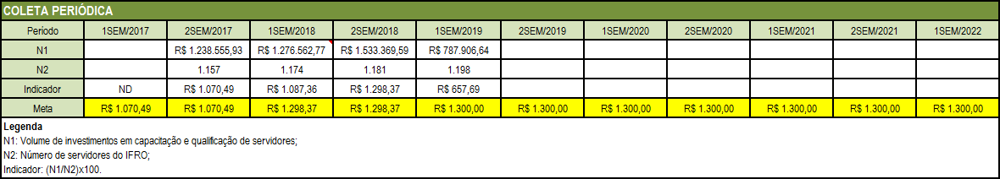 COLETA PERIÓDICA
Período 1SEM/2017 2SEM/2017 1SEM/2018 2SEM/2018 1SEM/2019 2SEM/2019 1SEM/2020 2SEM/2020 1SEM/2021 2SEM/2021 1SEM/2022
N1 R$ 1.238.555,93 R$ 1.276.562,77 R$ 1.533.369,59 R$ 787.906,64
N2 1.157 1.174 1.181 1.198
Indicador ND R$ 1.070,49 R$ 1.087,36 R$ 1.298,37 R$ 657,69
Meta R$ 1.070,49 R$ 1.070,49 R$ 1.298,37 R$ 1.298,37 R$ 1.300,00 R$ 1.300,00 R$ 1.300,00 R$ 1.300,00 R$ 1.300,00 R$ 1.300,00 R$ 1.300,00
Legenda
N1: Volume de investimentos em capacitação e qualificação de servidores;
N2: Número de servidores do IFRO;
Indicador: (N1/N2)x100.